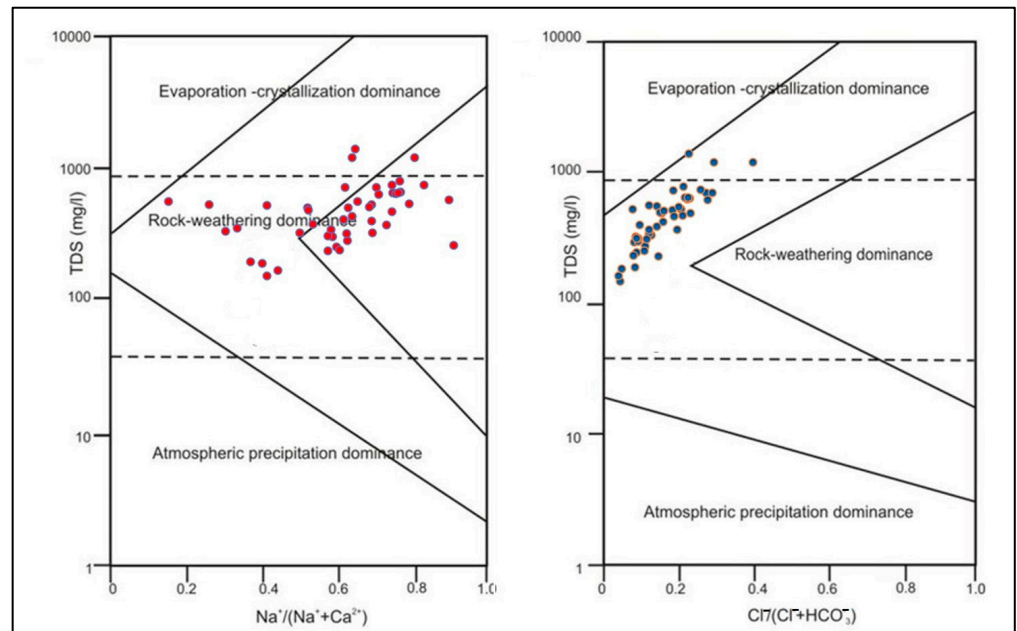 10000
1000
100
10
1
TDS (mg/l)
Evaporation -crystallization dominance
Rock-weathering dominance
Atmospheric precipitation dominance
0
0.2
0.4
0.6
0.8
1.0
Na⁺/(Na⁺+Ca²⁺)
10000
1000
100
10
1
TDS (mg/l)
Evaporation -crystallization dominance
Rock-weathering dominance
Atmospheric precipitation dominance
0
0.2
0.4
0.6
0.8
1.0
Cl⁻/(Cl⁻+HCO₃⁻)